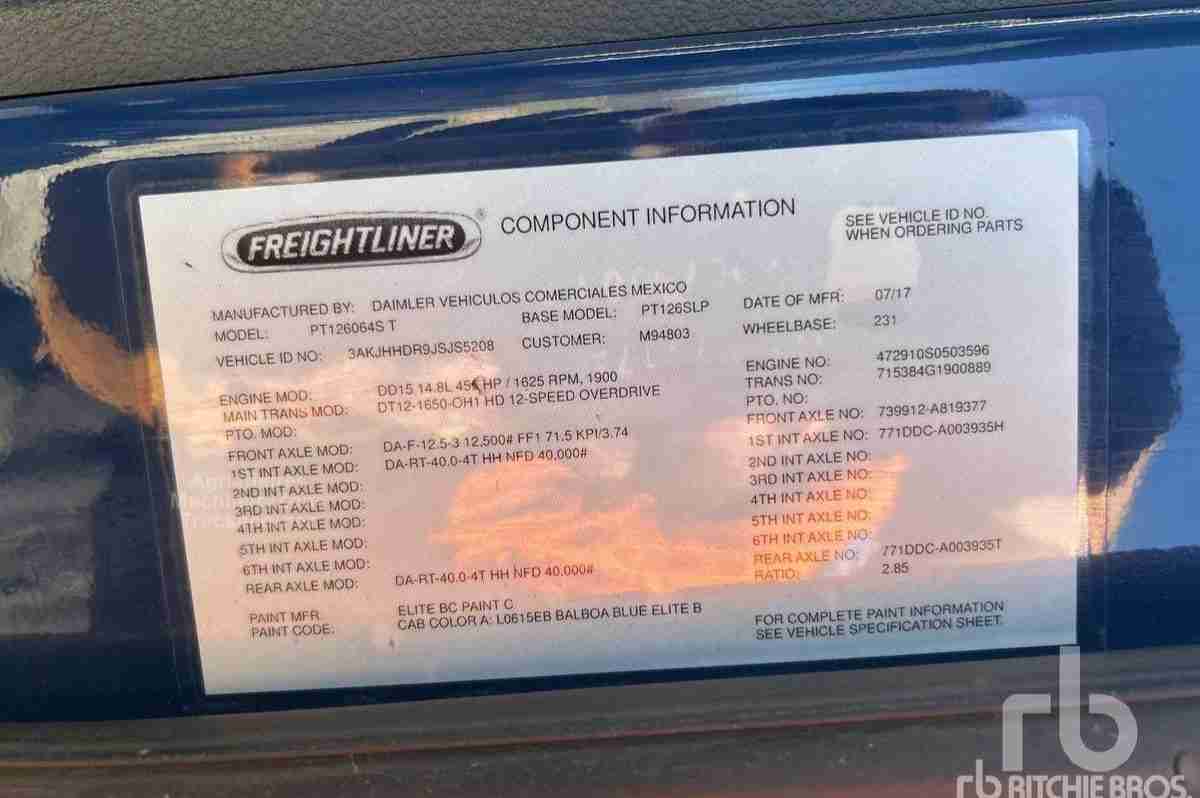 FREIGHTLINER® COMPONENT INFORMATION
SEE VEHICLE ID NO.
WHEN ORDERING PARTS
MANUFACTURED BY: DAIMLER VEHICULOS COMERCIALES MEXICO DATE OF MFR: 07/17
MODEL: PT126064S T BASE MODEL: PT126SLP WHEELBASE: 231
VEHICLE ID NO: 3AKJHHDR9JSJS5208 CUSTOMER: M94803
ENGINE MOD: DD15 14.8L HP / 1625 RPM, 1900 ENGINE NO: 472910S0503596
MAIN TRANS MOD: DT12-1650-OH1 HD 12-SPEED OVERDRIVE TRANS NO: 715384G1900889
PTO. MOD: PTO. NO:
FRONT AXLE MOD: DA-F-12.5-3 12,500# FF1 71.5 KPI/3.74 FRONT AXLE NO: 739912-A819377
1ST INT AXLE MOD: DA-RT-40.0-4T HH NFD 40,000# 1ST INT AXLE NO: 771DDC-A003935H
2ND INT AXLE MOD: 2ND INT AXLE NO:
3RD INT AXLE MOD: 3RD INT AXLE NO:
4TH INT AXLE MOD: 4TH INT AXLE NO:
5TH INT AXLE MOD: 5TH INT AXLE NO:
6TH INT AXLE MOD: 6TH INT AXLE NO:
REAR AXLE MOD: DA-RT-40.0-4T HH NFD 40,000# REAR AXLE NO: 771DDC-A003935T
RATIO: 2.85
PAINT MFR. ELITE BC PAINT C
PAINT CODE: CAB COLOR A: L0615EB BALBOA BLUE ELITE B
FOR COMPLETE PAINT INFORMATION
SEE VEHICLE SPECIFICATION SHEET.
rb
rb RITCHIE BROS.